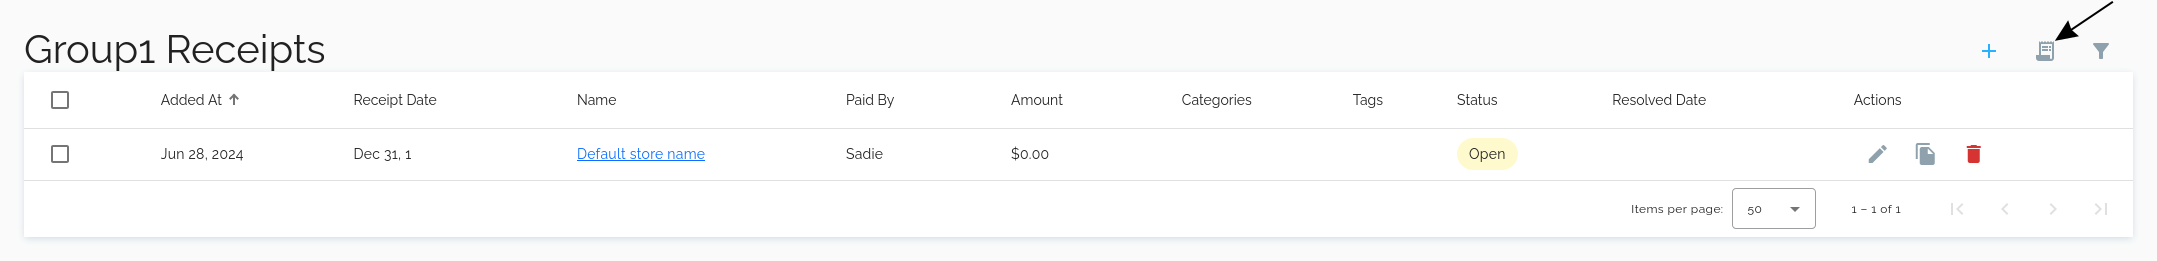 Group1 Receipts
Added At Receipt Date Name Paid By Amount Categories Tags Status Resolved Date Actions
Jun 28, 2024 Dec 31, 1 Default store name Sadie $0.00 Open
Items per page: 50 1 – 1 of 1